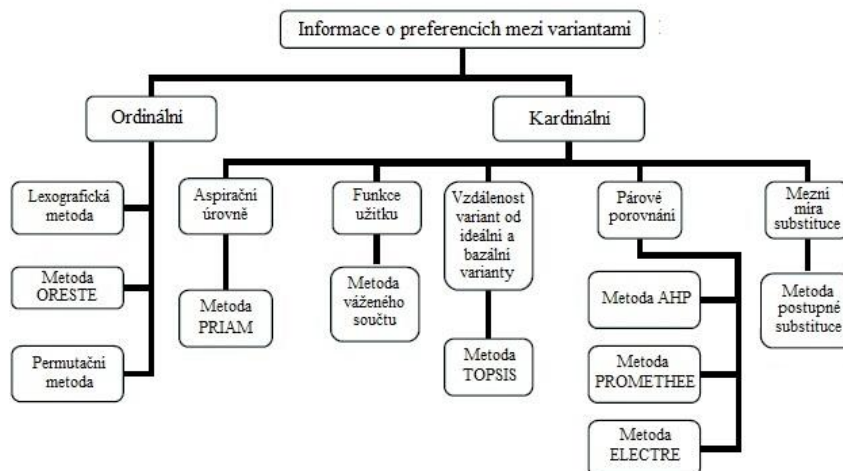 Informace o preferencích mezi variantami
Ordinální
Kardinální
Lexografická
metoda
Metoda
ORESTE
Permutační
metoda
Aspirační
úrovně
Metoda
PRIAM
Funkce
užitku
Metoda
váženého
součtu
Vzdálenost
variant od
ideální a
bazální
varianty
Metoda
TOPSIS
Párové
porovnání
Metoda AHP
Metoda
PROMETHEE
Metoda
ELECTRE
Mezní
míra
substituce
Metoda
postupné
substituce